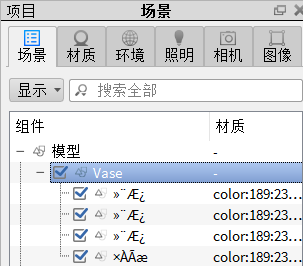 项目 场景
场景 材质 环境 照明 相机 图像
显示 搜索全部
组件 材质
模型 -
Vase -
»¨Æ¿ color:189:23...
»¨Æ¿ color:189:23...
»¨Æ¿ color:189:23...
×ÀÃæ color:189:23...